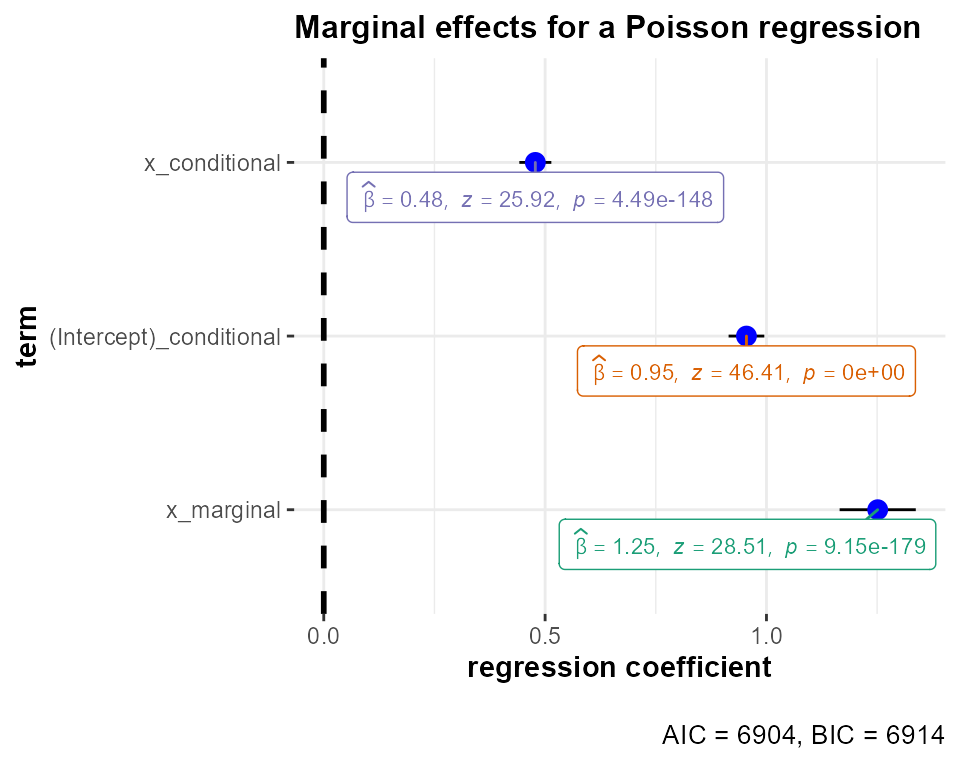 Marginal effects for a Poisson regression
x_conditional
β̂ = 0.48, z = 25.92, p = 4.49e-148
term
(Intercept)_conditional
β̂ = 0.95, z = 46.41, p = 0e+00
x_marginal
β̂ = 1.25, z = 28.51, p = 9.15e-179
0.0 0.5 1.0
regression coefficient
AIC = 6904, BIC = 6914